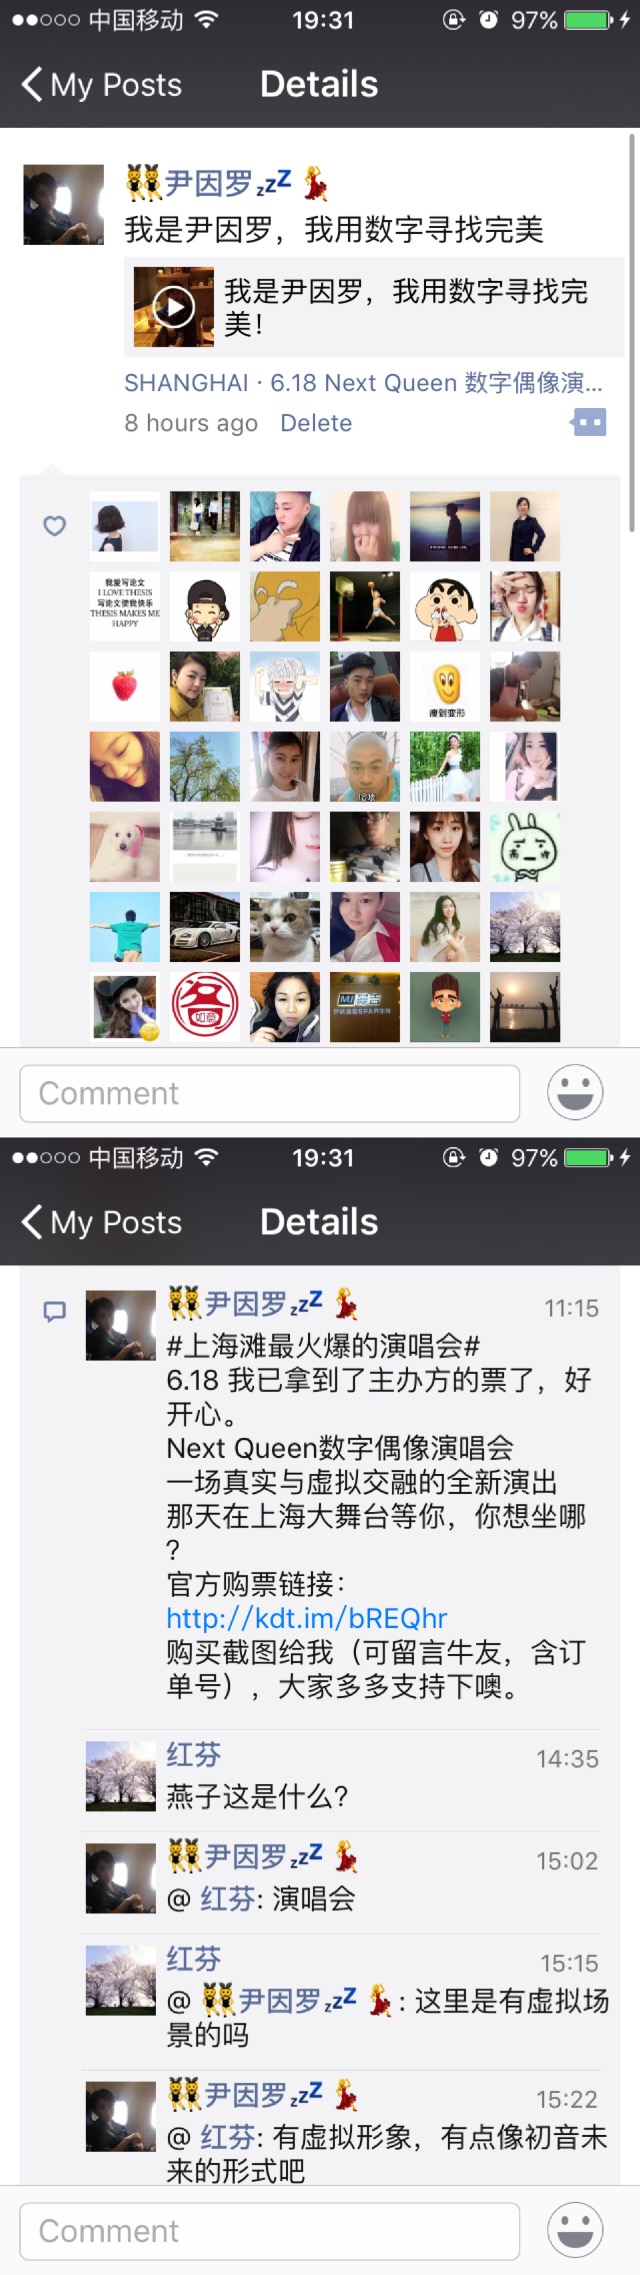 中国移动 19:31 97%
My Posts Details
👯尹因罗💤💃
我是尹因罗，我用数字寻找完美
我是尹因罗，我用数字寻找完
美！
SHANGHAI · 6.18 Next Queen 数字偶像演...
8 hours ago Delete
我爱写论文
I LOVE THESIS
写论文使我快乐
THESIS MAKES ME
HAPPY
瘦到变形
如意
MJ
Comment
中国移动 19:31 97%
My Posts Details
👯尹因罗💤💃 11:15
#上海滩最火爆的演唱会#
6.18 我已拿到了主办方的票了，好
开心。
Next Queen数字偶像演唱会
一场真实与虚拟交融的全新演出
那天在上海大舞台等你，你想坐哪
？
官方购票链接：
http://kdt.im/bREQhr
购买截图给我（可留言牛友，含订
单号），大家多多支持下噢。
红芬 14:35
燕子这是什么?
👯尹因罗💤💃 15:02
@ 红芬: 演唱会
红芬 15:15
@ 👯尹因罗💤💃 : 这里是有虚拟场
景的吗
👯尹因罗💤💃 15:22
@ 红芬: 有虚拟形象，有点像初音未
来的形式吧
Comment